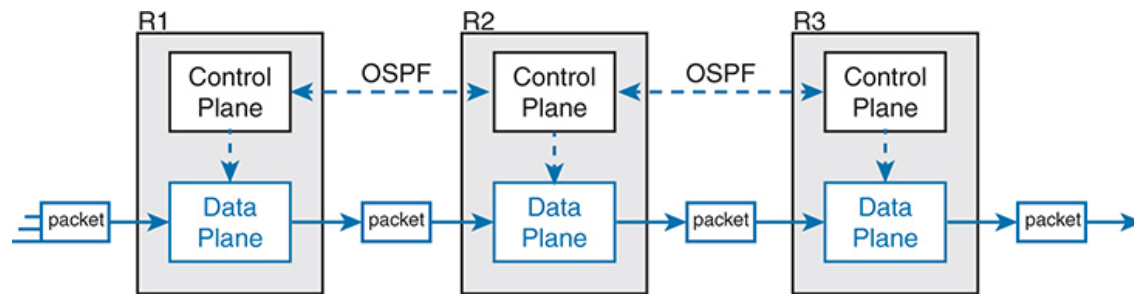 R1
R2
R3
Control
Plane
OSPF
Control
Plane
OSPF
Control
Plane
packet
Data
Plane
packet
Data
Plane
packet
Data
Plane
packet